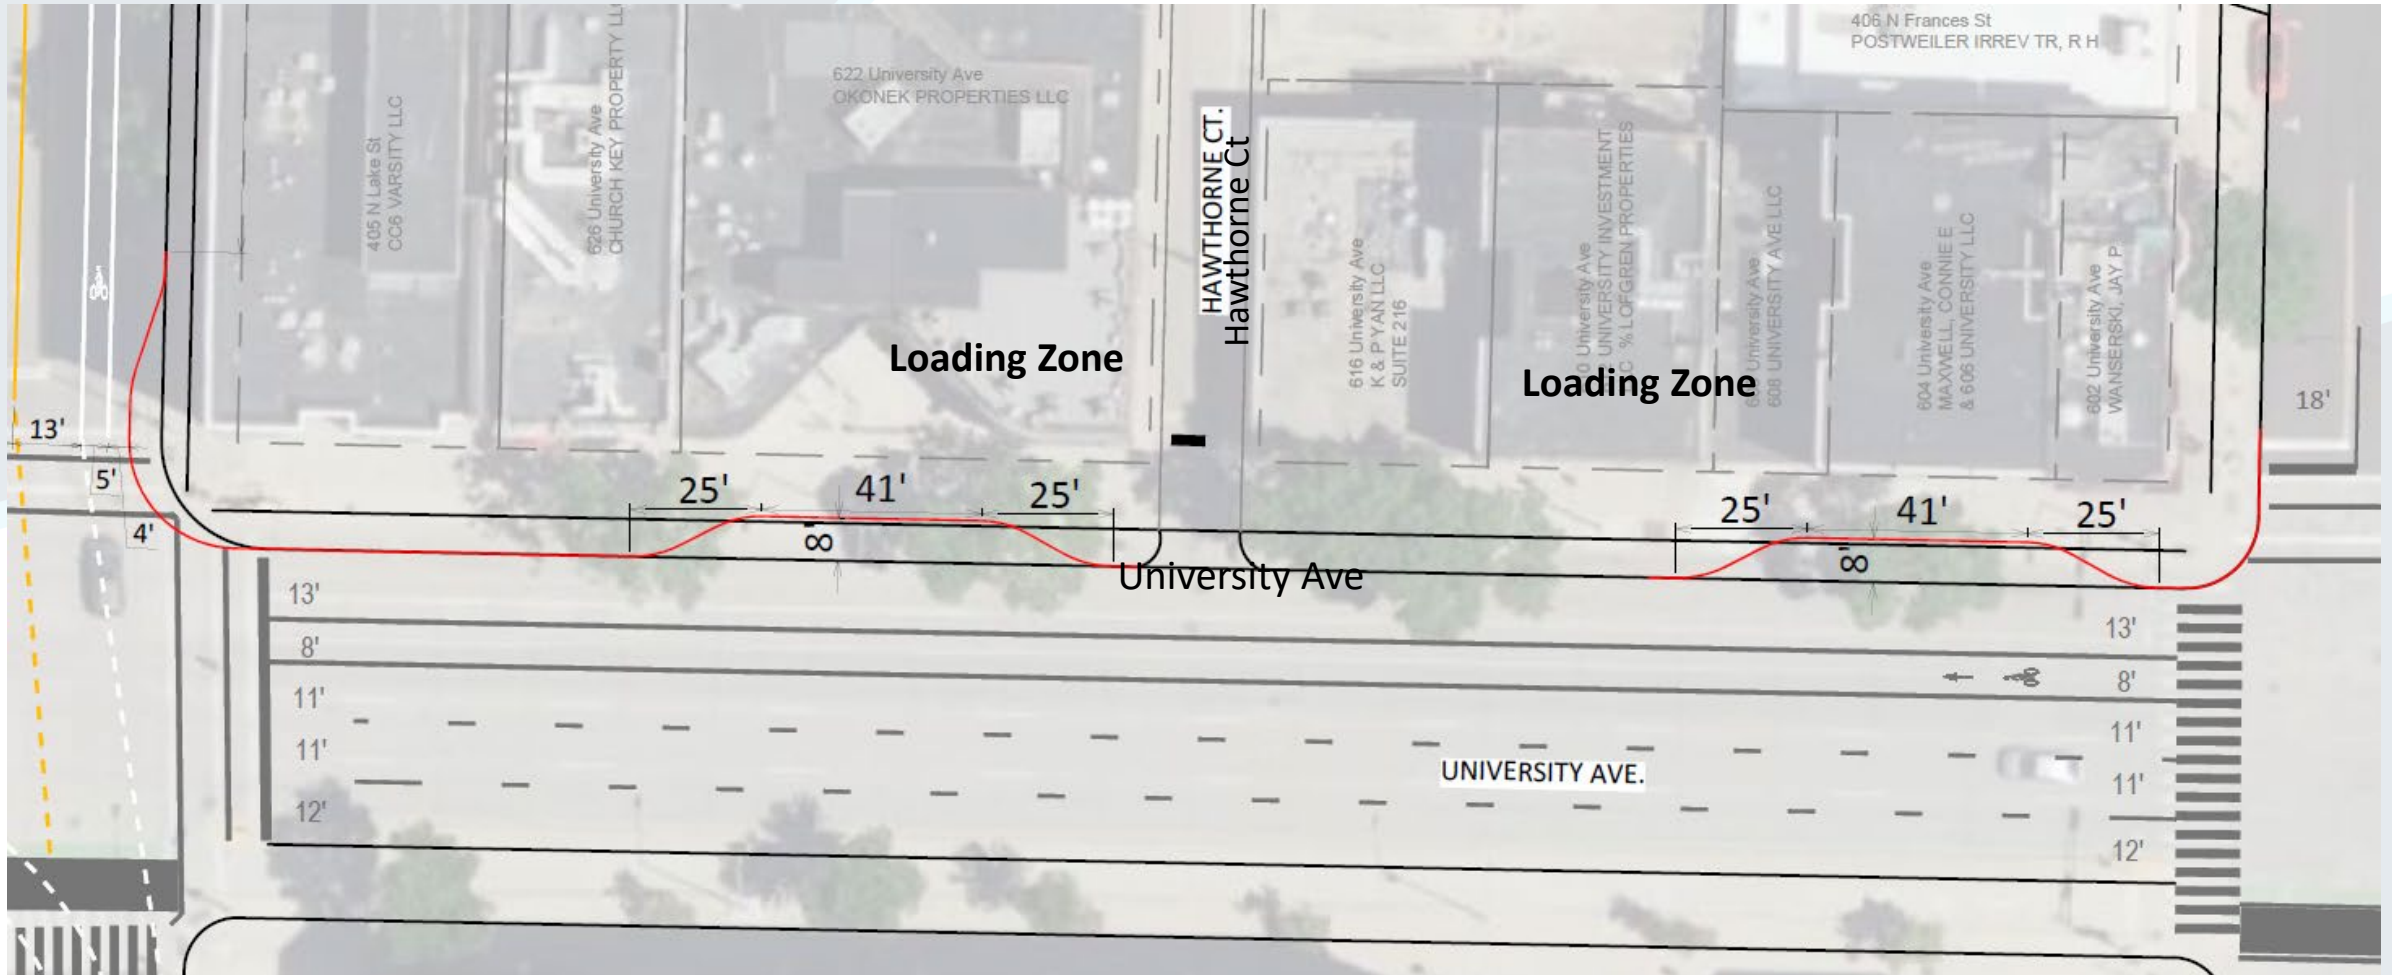 406 N Frances St
POSTWEILER IRREV TR, R H
622 University Ave
OKONEK PROPERTIES LLC
405 N Lake St
CC6 VARSITY LLC
626 University Ave
CHURCH KEY PROPERTY
HAWTHORNE CT.
Hawthorne Ct
616 University Ave
K & P YAN LLC
SUITE 216
University Ave
UNIVERSITY INVESTMENT
% LOFGREN PROPERTIES
University Ave
608 UNIVERSITY AVE LLC
604 University Ave
MAXWELL, CONNIE E
& 606 UNIVERSITY LLC
602 University Ave
WANSERSKI, JAY P
Loading Zone
Loading Zone
18'
13'
5'
4'
25'
41'
25'
8'
25'
41'
25'
8'
University Ave
13'
8'
11'
11'
12'
13'
8'
11'
11'
12'
UNIVERSITY AVE.